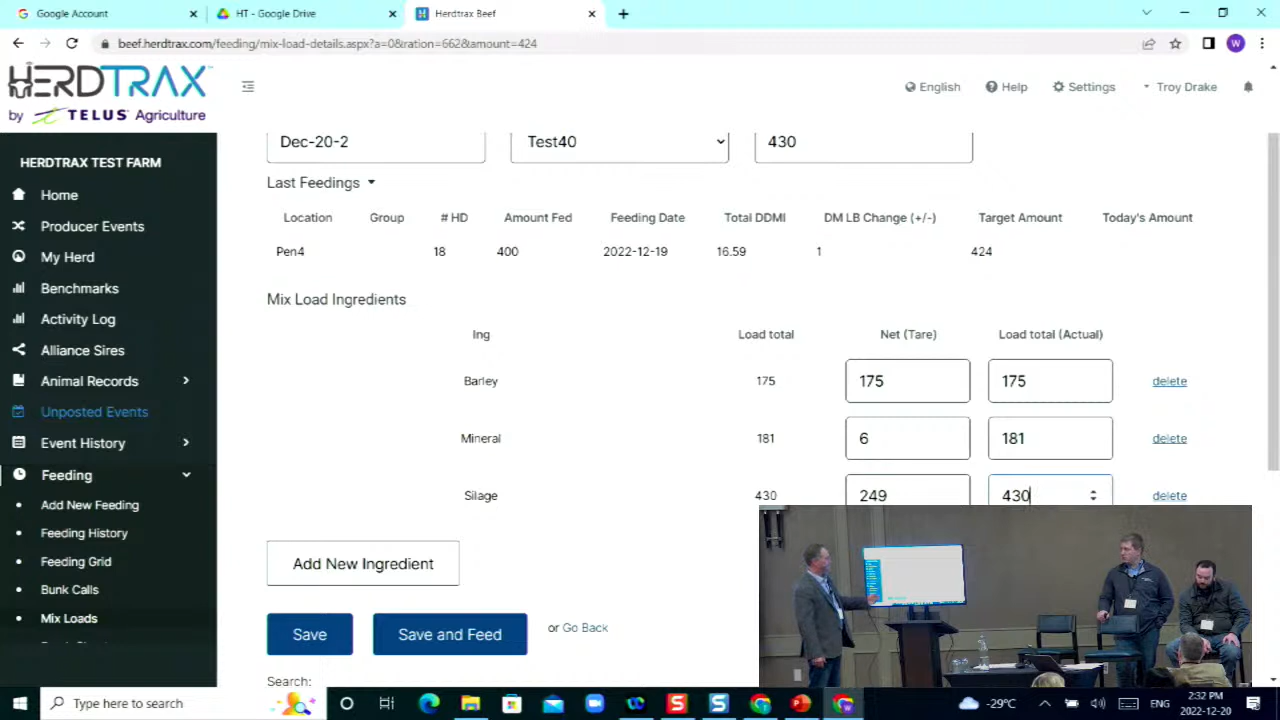 Google Account
HT - Google Drive
Herdtrax Beef
beef.herdtrax.com/feeding/mix-load-details.aspx?a=0&ration=662&amount=424
W
HERDTRAX
by TELUS Agriculture
English
Help
Settings
Troy Drake
HERDTRAX TEST FARM
Home
Producer Events
My Herd
Benchmarks
Activity Log
Alliance Sires
Animal Records
Unposted Events
Event History
Feeding
Add New Feeding
Feeding History
Feeding Grid
Bunk Calls
Mix Loads
Dec-20-2 Test40 430
Last Feedings
Location Group # HD Amount Fed Feeding Date Total DDMI DM LB Change (+/-) Target Amount Today's Amount
Pen4 18 400 2022-12-19 16.59 1 424
Mix Load Ingredients
Ing Load total Net (Tare) Load total (Actual)
Barley 175 175 175 delete
Mineral 181 6 181 delete
Silage 430 249 430 delete
Add New Ingredient
Save
Save and Feed
or Go Back
Search:
Type here to search
-29°C
ENG
2:32 PM
2022-12-20